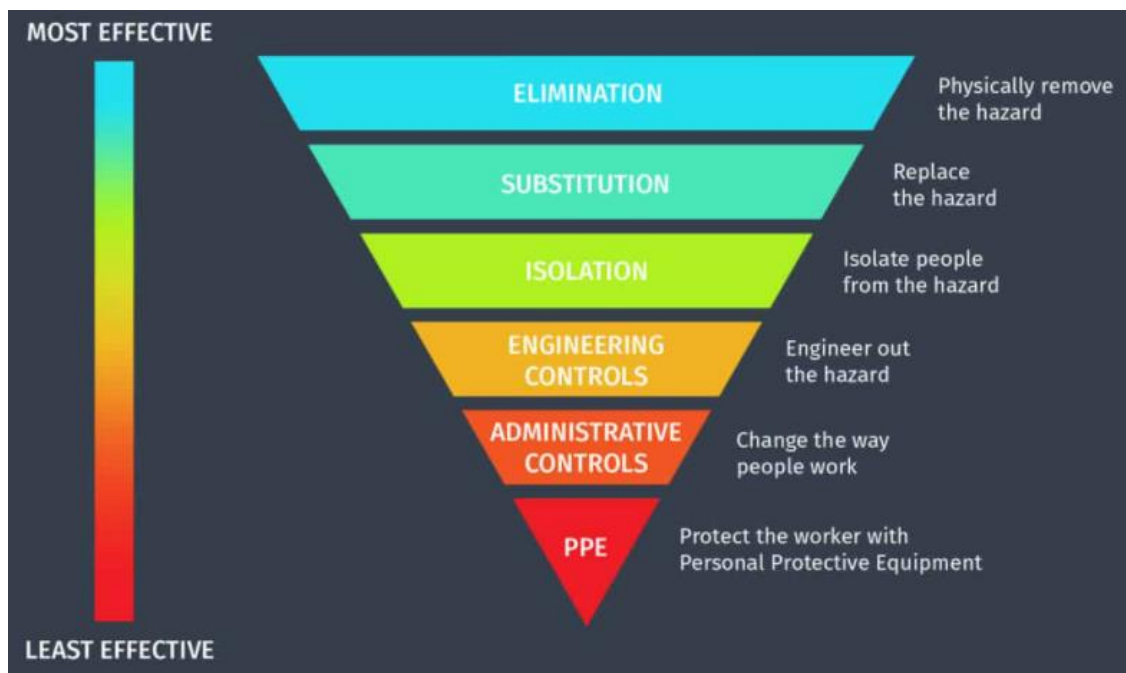 MOST EFFECTIVE
ELIMINATION
Physically remove
the hazard
SUBSTITUTION
Replace
the hazard
ISOLATION
Isolate people
from the hazard
ENGINEERING
CONTROLS
Engineer out
the hazard
ADMINISTRATIVE
CONTROLS
Change the way
people work
PPE
Protect the worker with
Personal Protective Equipment
LEAST EFFECTIVE